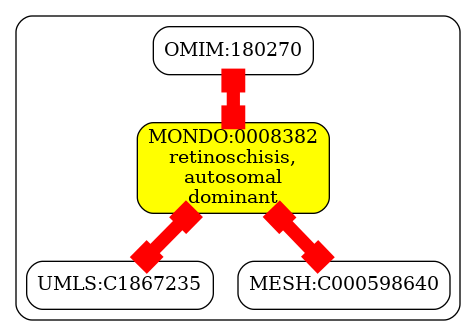 OMIM:180270
MONDO:0008382
retinoschisis,
autosomal
dominant
UMLS:C1867235
MESH:C000598640